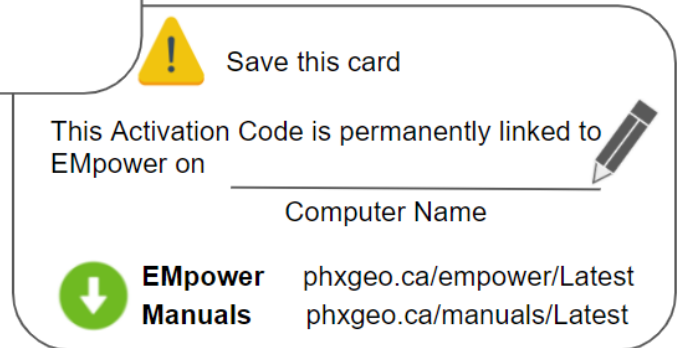 Save this card
This Activation Code is permanently linked to
EMpower on
Computer Name
EMpower phxgeo.ca/empower/Latest
Manuals phxgeo.ca/manuals/Latest